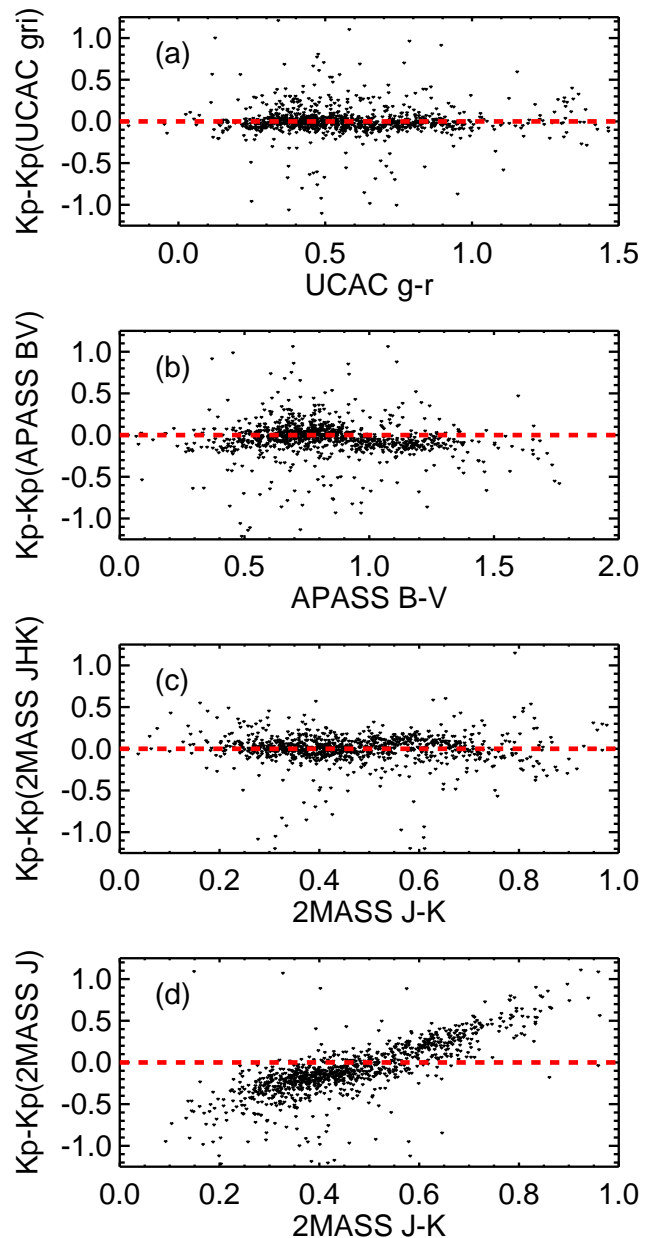 (a)
Kp-Kp(UCAC gri)
1.0
0.5
0.0
-0.5
-1.0
0.0 0.5 1.0 1.5
UCAC g-r
(b)
Kp-Kp(APASS BV)
1.0
0.5
0.0
-0.5
-1.0
0.0 0.5 1.0 1.5 2.0
APASS B-V
(c)
Kp-Kp(2MASS JHK)
1.0
0.5
0.0
-0.5
-1.0
0.0 0.2 0.4 0.6 0.8 1.0
2MASS J-K
(d)
Kp-Kp(2MASS J)
1.0
0.5
0.0
-0.5
-1.0
0.0 0.2 0.4 0.6 0.8 1.0
2MASS J-K